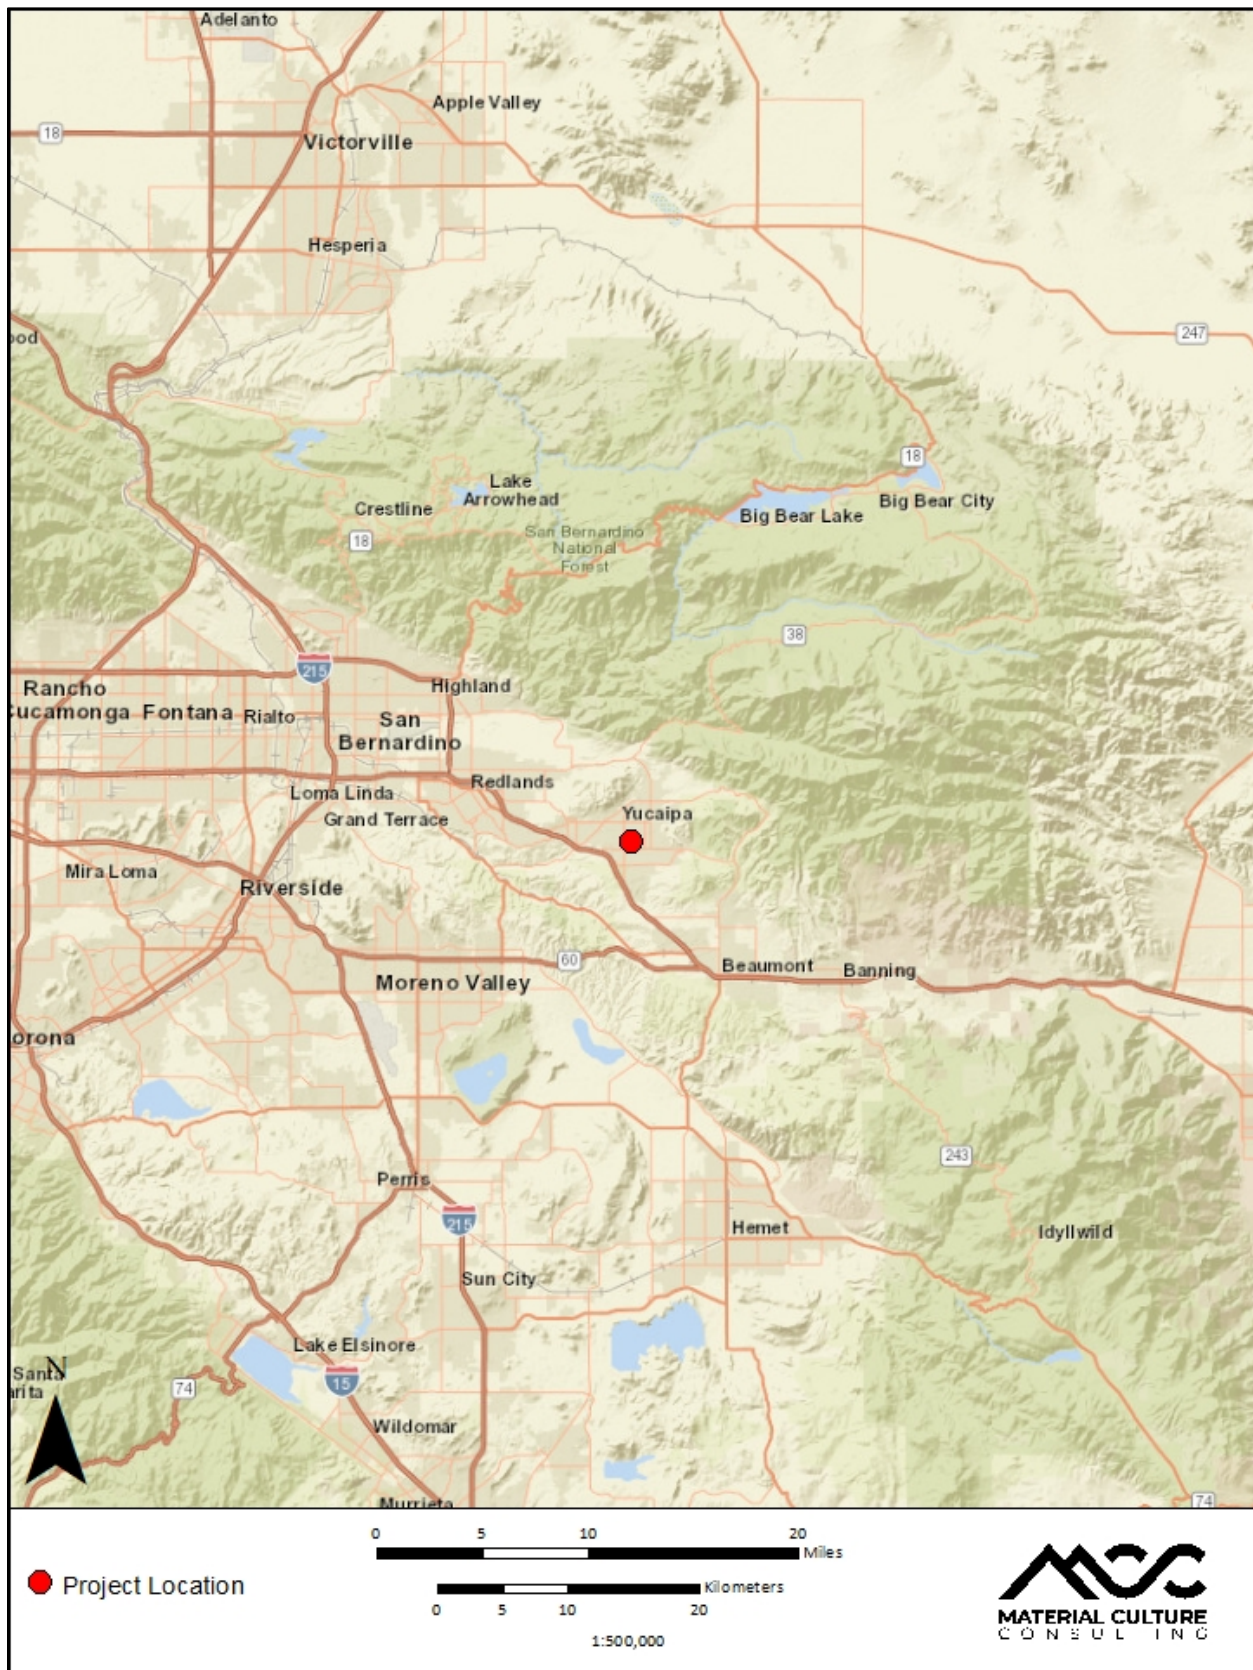 Adelanto
Apple Valley
18
Victorville
Hesperia
ood
247
18
Lake
Arrowhead
Big Bear City
Crestline
Big Bear Lake
San Bernardino
National
Forest
18
38
215
Highland
Rancho
Cucamonga
Fontana
Rialto
San
Bernardino
Redlands
Loma Linda
Grand Terrace
Yucaipa
Mira Loma
Riverside
60
Beaumont
Banning
Moreno Valley
orona
243
Perris
215
Hemet
Idyllwild
Sun City
Lake Elsinore
N
Santa
arita
74
15
Wildomar
Murrieta
74
0 5 10 20
Miles
Project Location
Kilometers
0 5 10 20
1:500,000
MCC
MATERIAL CULTURE
CONSULTING